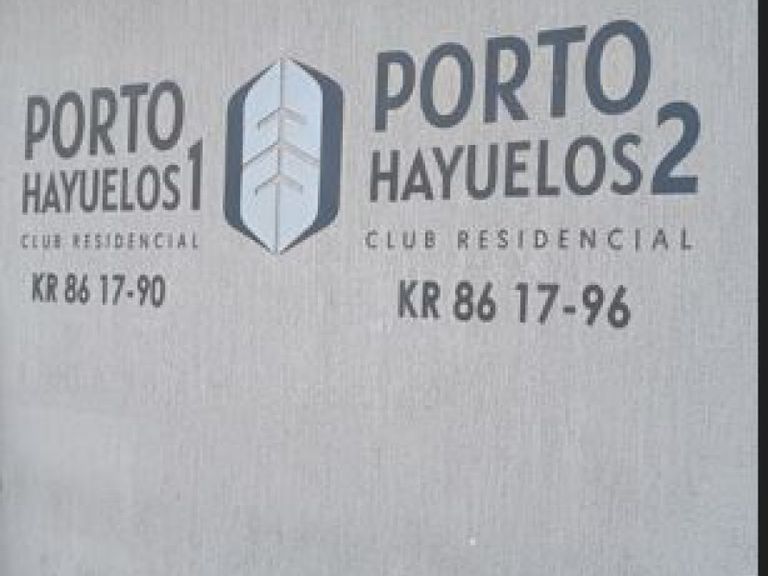 PORTO
HAYUELOS 1
CLUB RESIDENCIAL
KR 86 17-90
PORTO
HAYUELOS 2
CLUB RESIDENCIAL
KR 86 17-96